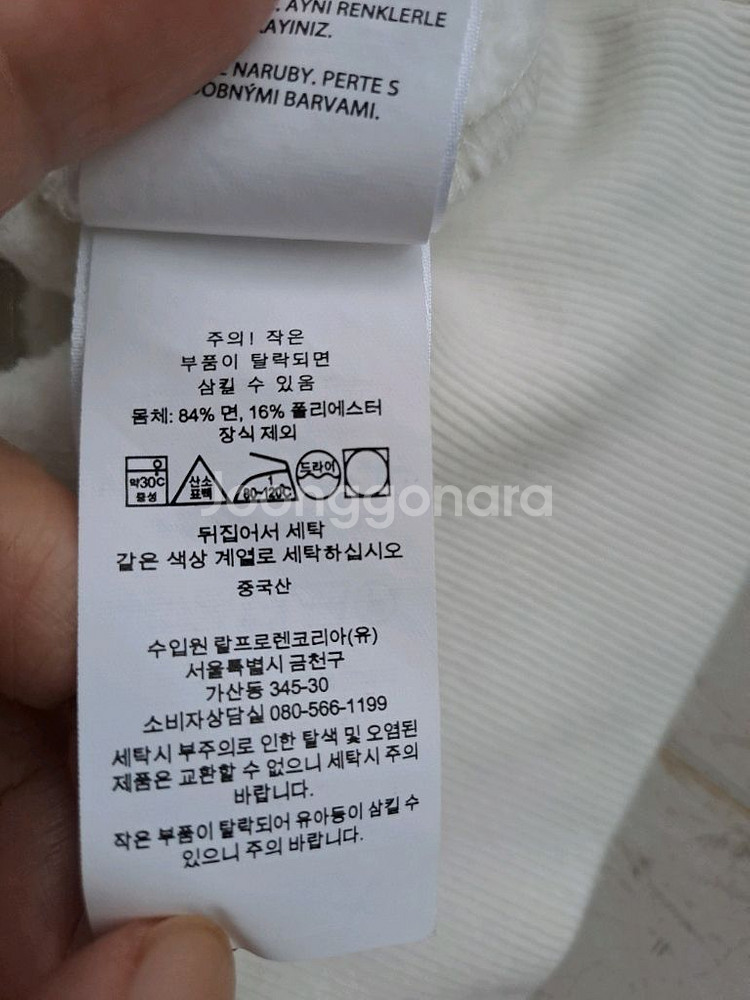 . AYNI RENKLERLE
AYINIZ.
NARUBY. PERTE S
OBNÝMI BARVAMI.
주의! 작은
부품이 탈락되면
삼킬 수 있음
몸체: 84% 면, 16% 폴리에스터
장식 제외
약30C 중성 산소 표백 1 80~120C 드라이
Joonggonara
뒤집어서 세탁
같은 색상 계열로 세탁하십시오
중국산
수입원 랄프로렌코리아(유)
서울특별시 금천구
가산동 345-30
소비자상담실 080-566-1199
세탁시 부주의로 인한 탈색 및 오염된
제품은 교환할 수 없으니 세탁시 주의
바랍니다.
작은 부품이 탈락되어 유아등이 삼킬 수
있으니 주의 바랍니다.